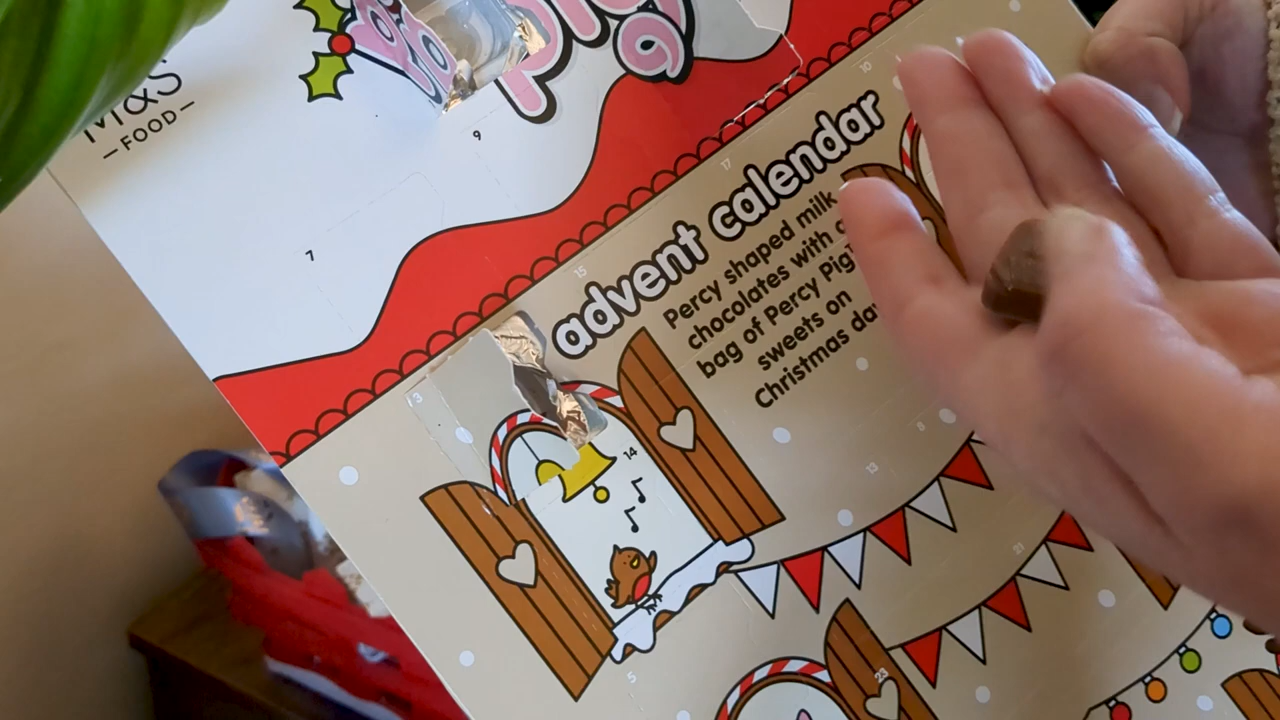 M&S
—FOOD—
9
10
7
17
15
advent calendar
Percy shaped milk
chocolates with
bag of Percy Pig
sweets on
Christmas
3
14
8
13
21
5
23